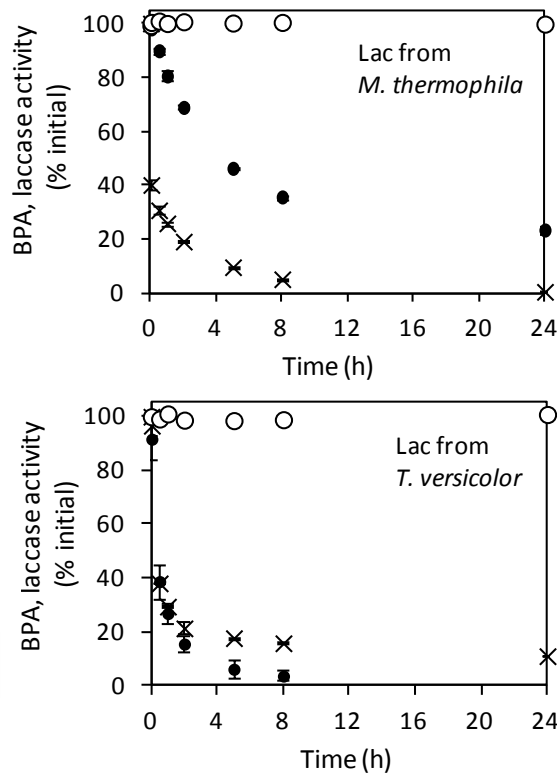 100
80
60
40
20
0
BPA, laccase activity
(% initial)
Lac from
M. thermophila
0 4 8 12 16 20 24
Time (h)
100
80
60
40
20
0
BPA, laccase activity
(% initial)
Lac from
T. versicolor
0 4 8 12 16 20 24
Time (h)